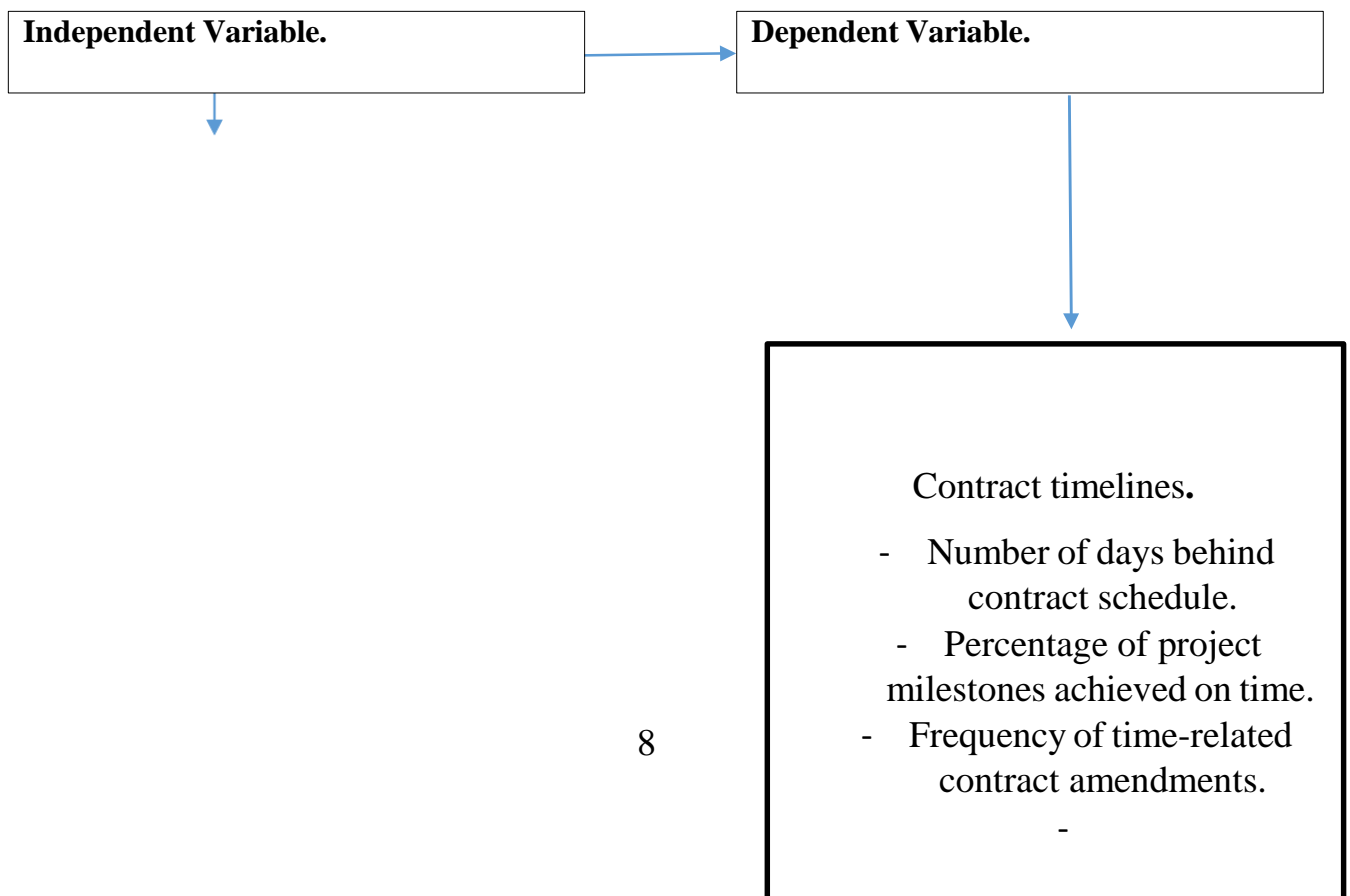 Independent Variable.
Dependent Variable.
Contract timelines.
- Number of days behind
contract schedule.
- Percentage of project
milestones achieved on time.
- Frequency of time-related
contract amendments.
-
8